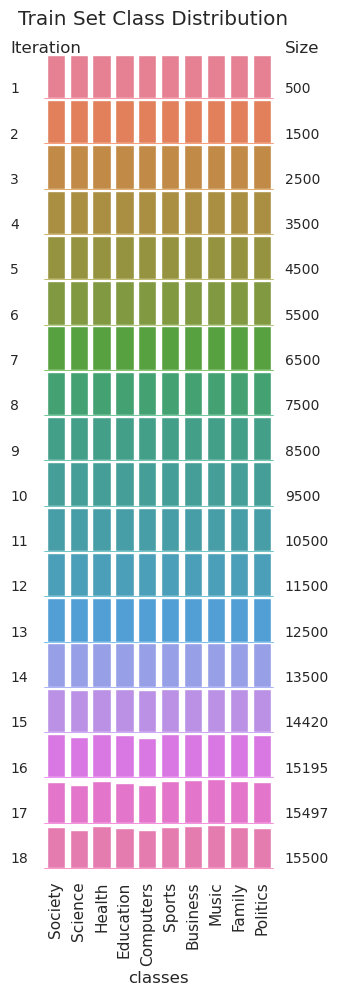 Train Set Class Distribution
Iteration Size
1 500
2 1500
3 2500
4 3500
5 4500
6 5500
7 6500
8 7500
9 8500
10 9500
11 10500
12 11500
13 12500
14 13500
15 14420
16 15195
17 15497
18 15500
Society
Science
Health
Education
Computers
Sports
Business
Music
Family
Politics
classes